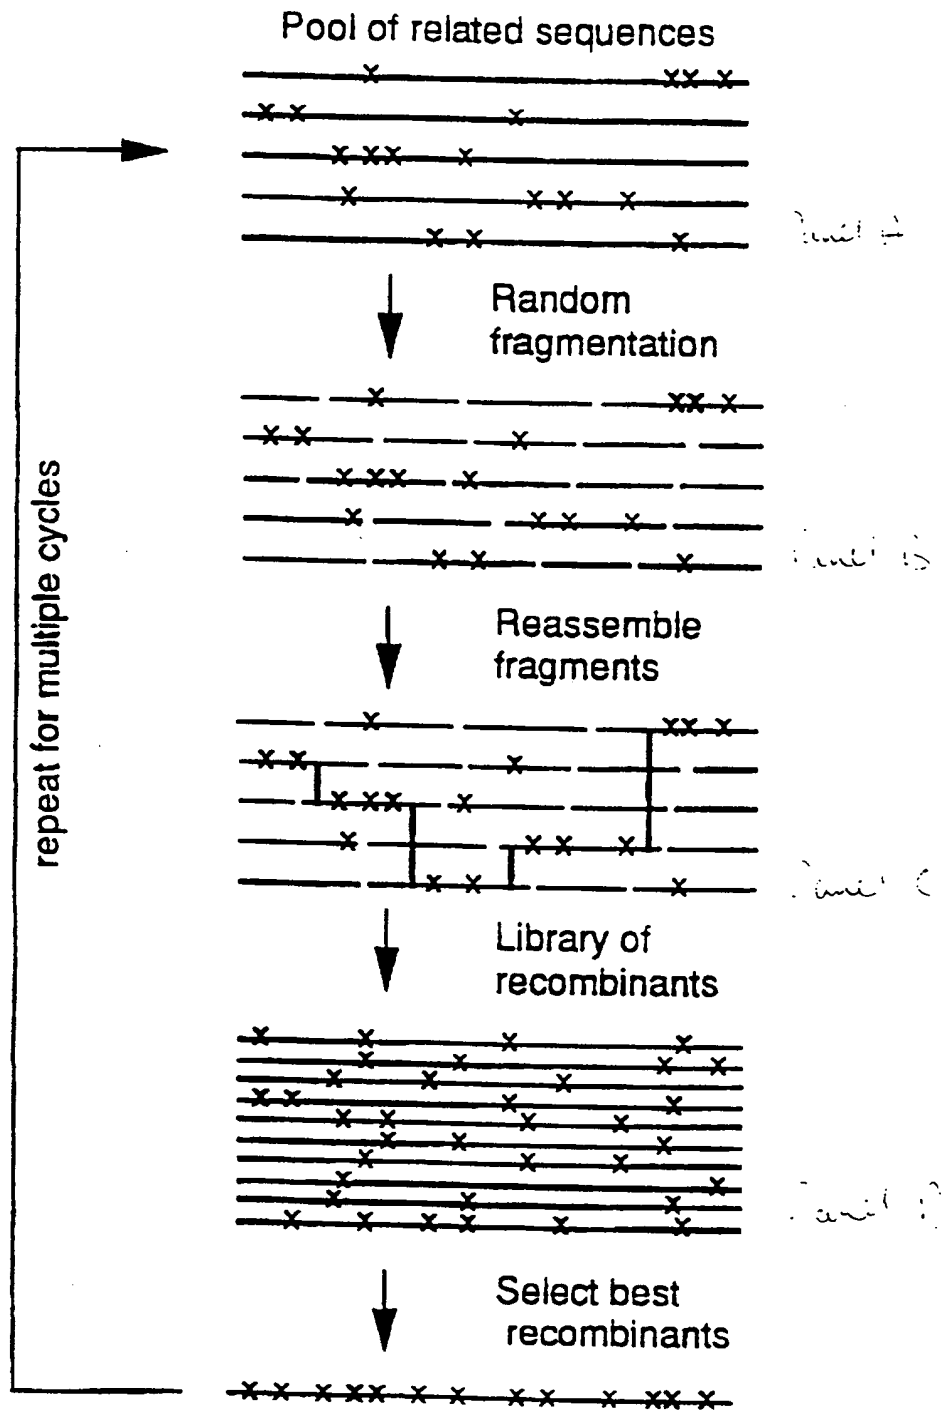 Pool of related sequences
Random
fragmentation
repeat for multiple cycles
Reassemble
fragments
Library of
recombinants
Select best
recombinants